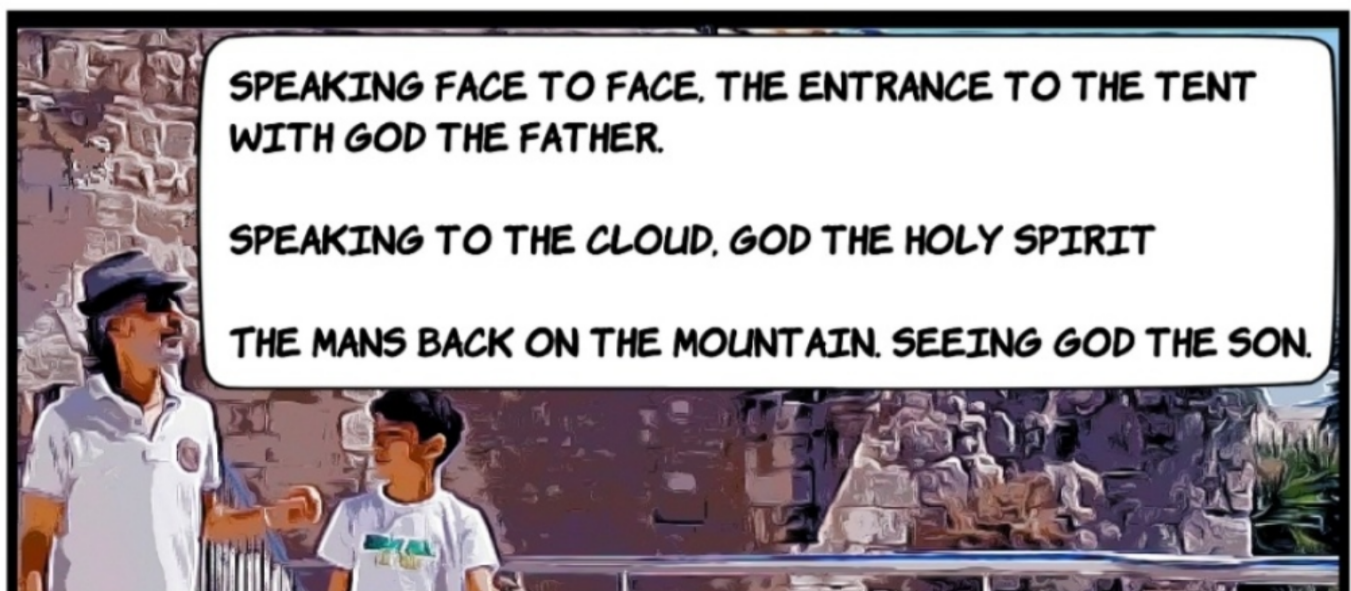 SPEAKING FACE TO FACE. THE ENTRANCE TO THE TENT
WITH GOD THE FATHER.
SPEAKING TO THE CLOUD. GOD THE HOLY SPIRIT
THE MANS BACK ON THE MOUNTAIN. SEEING GOD THE SON.